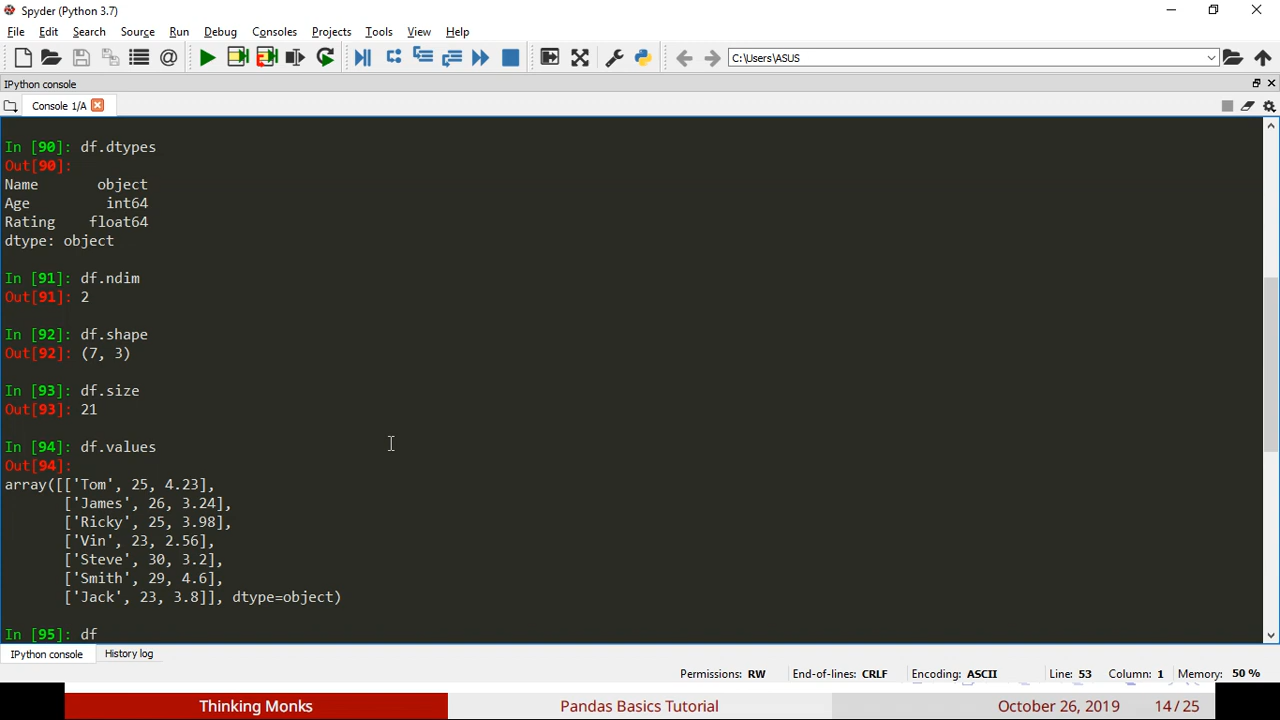 Spyder (Python 3.7)
File Edit Search Source Run Debug Consoles Projects Tools View Help
C:\Users\ASUS
IPython console
Console 1/A
In [90]: df.dtypes
Out[90]:
Name object
Age int64
Rating float64
dtype: object
In [91]: df.ndim
Out[91]: 2
In [92]: df.shape
Out[92]: (7, 3)
In [93]: df.size
Out[93]: 21
In [94]: df.values
Out[94]:
array([['Tom', 25, 4.23],
['James', 26, 3.24],
['Ricky', 25, 3.98],
['Vin', 23, 2.56],
['Steve', 30, 3.2],
['Smith', 29, 4.6],
['Jack', 23, 3.8]], dtype=object)
In [95]: df
IPython console History log
Permissions: RW End-of-lines: CRLF Encoding: ASCII Line: 53 Column: 1 Memory: 50 %
Thinking Monks Pandas Basics Tutorial October 26, 2019 14 / 25